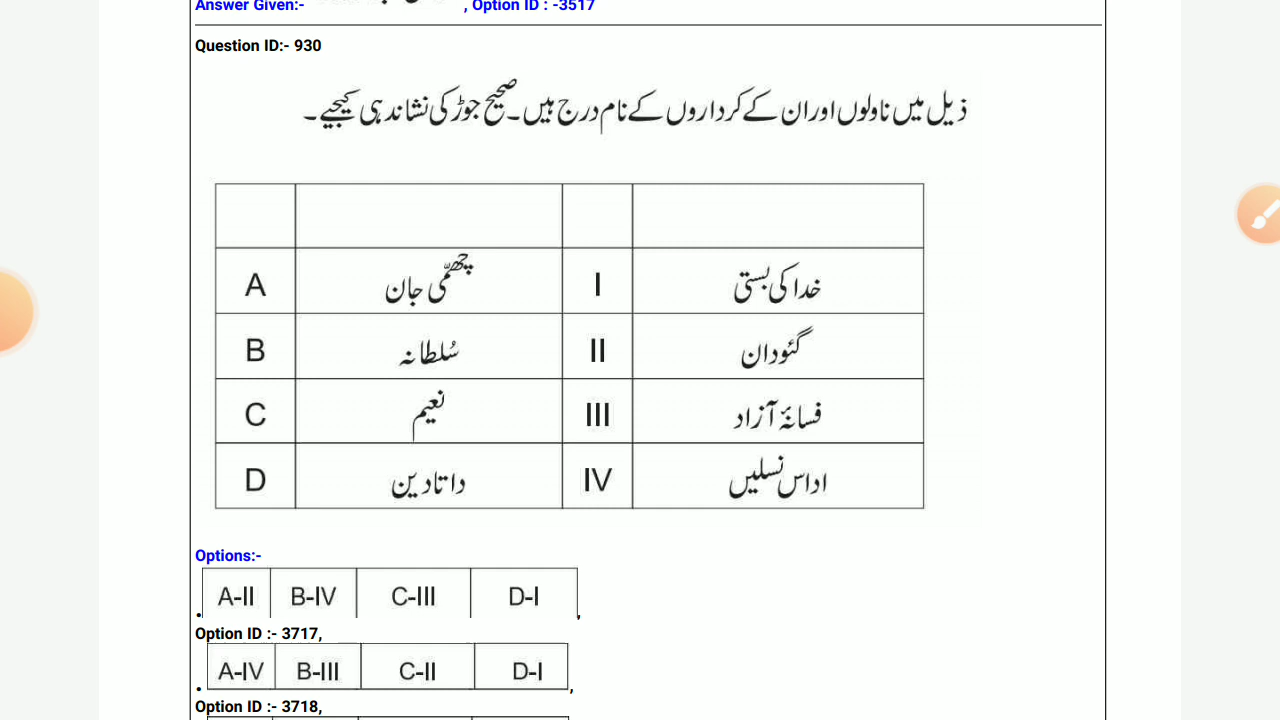 Answer Given:- , Option ID : -3517
Question ID:- 930
ذیل میں ناولوں اور ان کے کرداروں کے نام درج ہیں۔ صحیح جوڑ کی نشاندہی کیجیے۔
A چھمّی جان I خدا کی بستی
B سُلطانہ II گئودان
C نعیم III فسانۂ آزاد
D داتا دین IV اداس نسلیں
Options:-
A-II B-IV C-III D-I ,
Option ID :- 3717,
A-IV B-III C-II D-I ,
Option ID :- 3718,